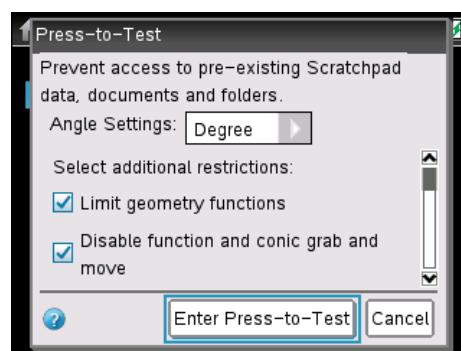 Press-to-Test
Prevent access to pre-existing Scratchpad
data, documents and folders.
Angle Settings: Degree
Select additional restrictions:
Limit geometry functions
Disable function and conic grab and
move
? Enter Press-to-Test Cancel